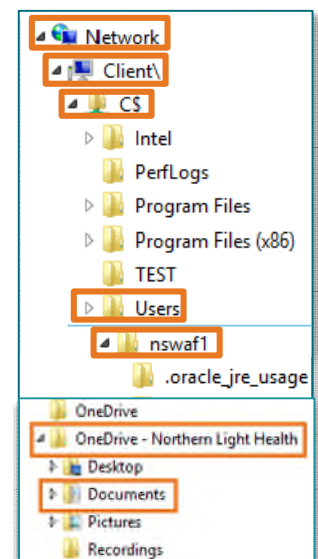 Network
Client\
C$
Intel
PerfLogs
Program Files
Program Files (x86)
TEST
Users
nswaf1
.oracle_jre_usage
OneDrive
OneDrive - Northern Light Health
Desktop
Documents
Pictures
Recordings